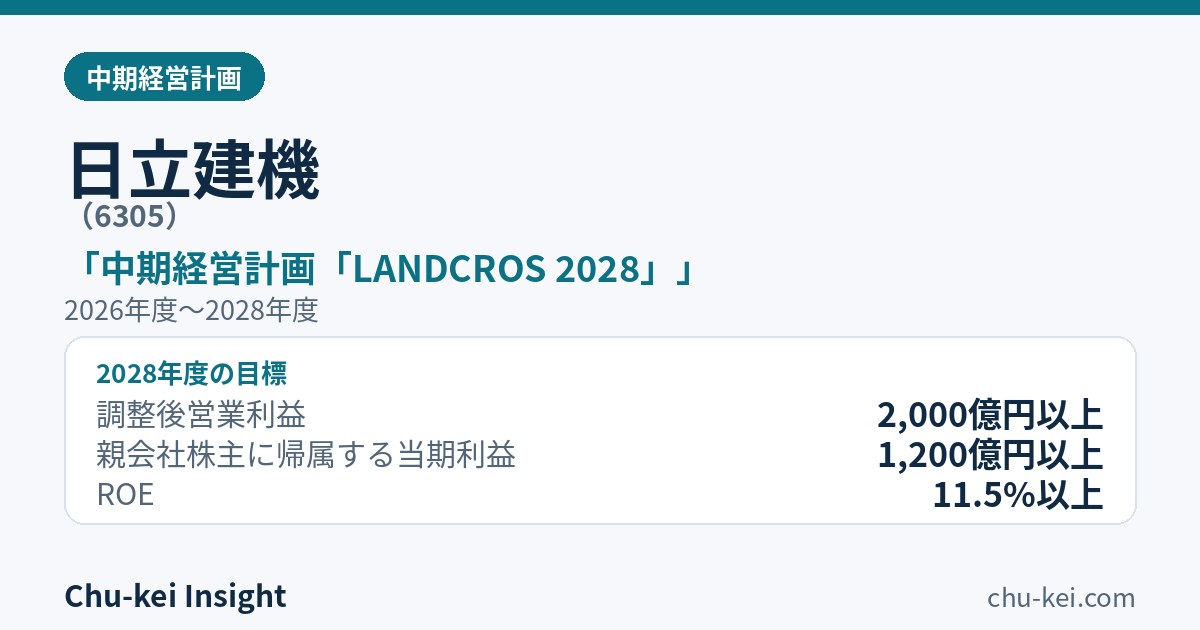 中期経営計画
日立建機
（6305）
「中期経営計画「LANDCROS 2028」」
2026年度～2028年度
2028年度の目標
調整後営業利益 2,000億円以上
親会社株主に帰属する当期利益 1,200億円以上
ROE 11.5%以上
Chu-kei Insight chu-kei.com